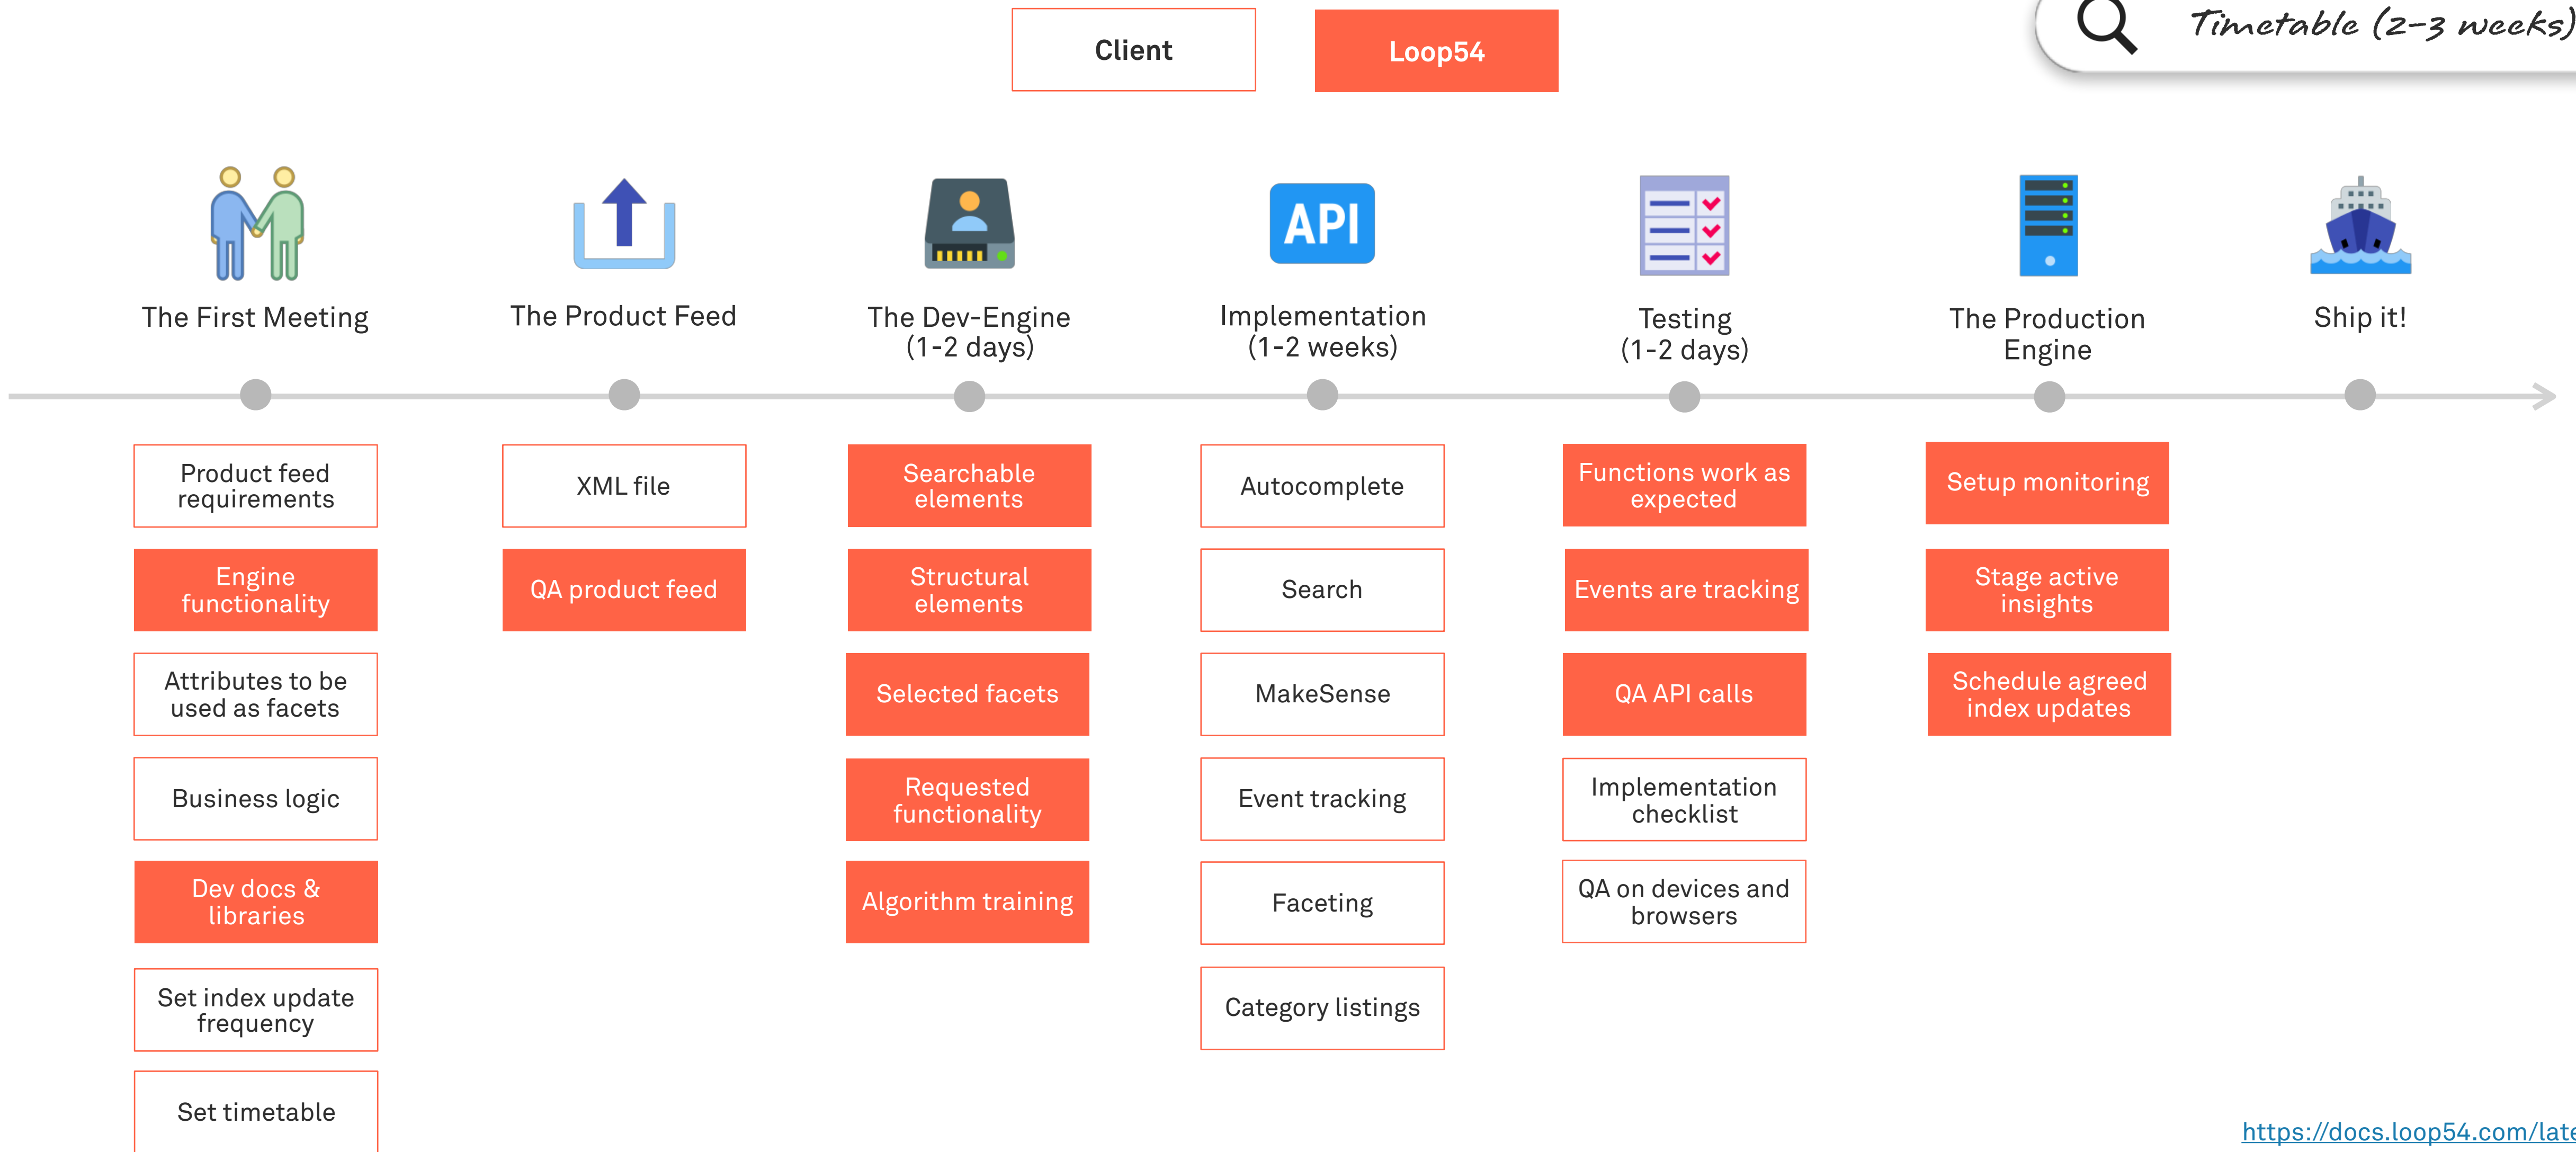 Client
Loop54
Timetable (2-3 weeks)
API
The First Meeting
The Product Feed
The Dev-Engine
(1-2 days)
Implementation
(1-2 weeks)
Testing
(1-2 days)
The Production
Engine
Ship it!
Product feed
requirements
Engine
functionality
Attributes to be
used as facets
Business logic
Dev docs &
libraries
Set index update
frequency
Set timetable
XML file
QA product feed
Searchable
elements
Structural
elements
Selected facets
Requested
functionality
Algorithm training
Autocomplete
Search
MakeSense
Event tracking
Faceting
Category listings
Functions work as
expected
Events are tracking
QA API calls
Implementation
checklist
QA on devices and
browsers
Setup monitoring
Stage active
insights
Schedule agreed
index updates
https://docs.loop54.com/late